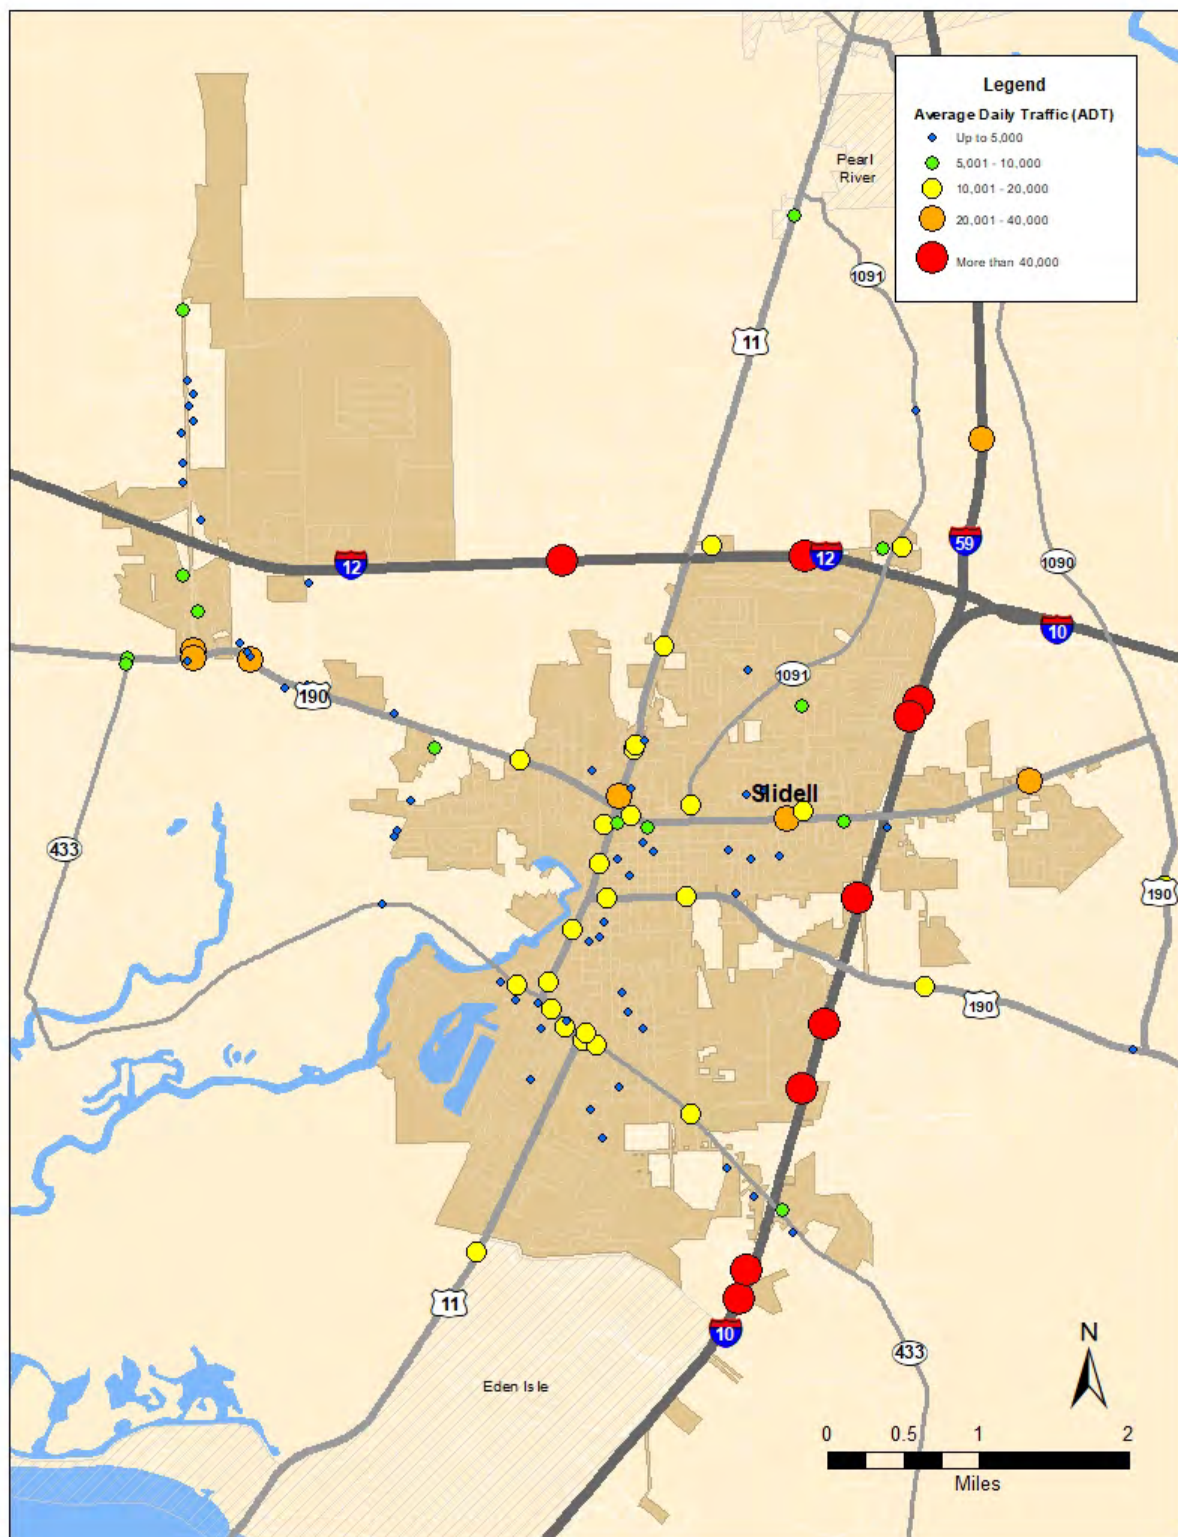 Legend
Average Daily Traffic (ADT)
Up to 5,000
5,001 - 10,000
10,001 - 20,000
20,001 - 40,000
More than 40,000
Pearl
River
1091
11
59
12
12
1090
10
190
1091
Slidell
433
190
190
11
10
433
Eden Isle
N
0 0.5 1 2
Miles